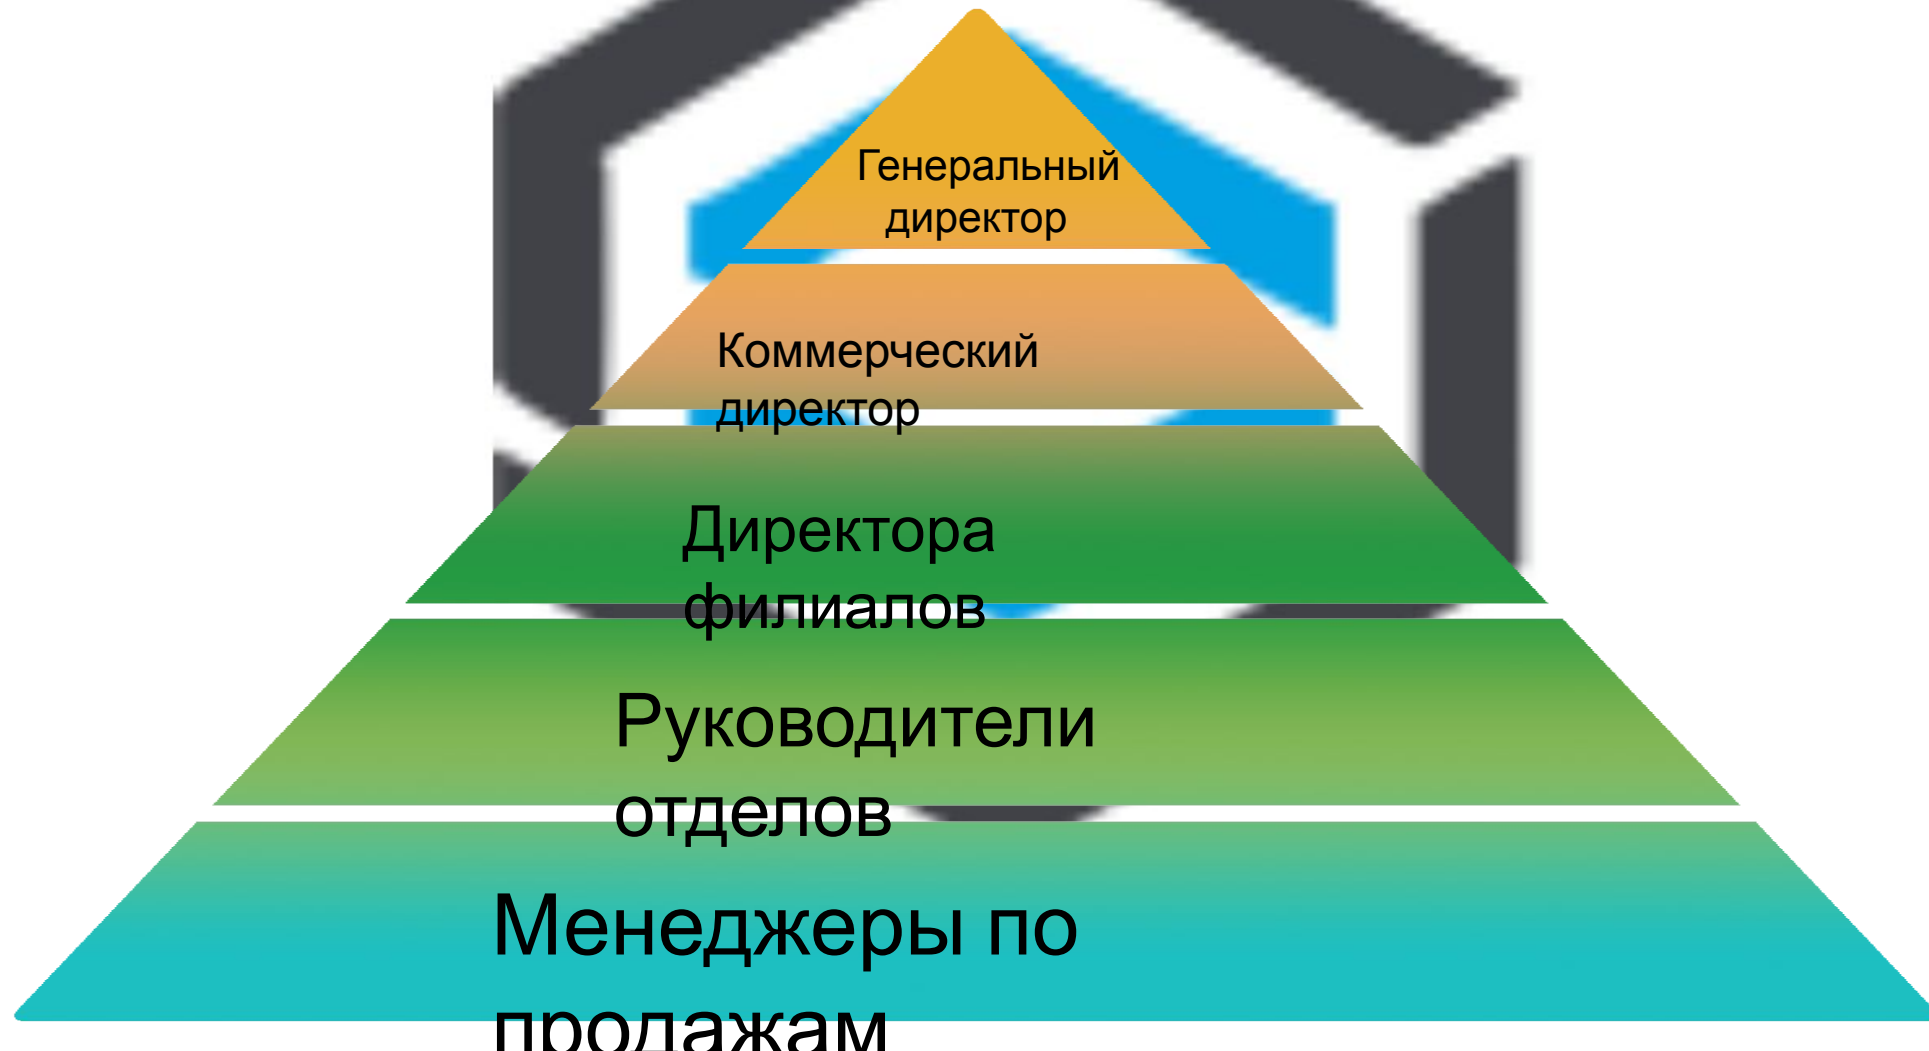 Генеральный
директор
Коммерческий
директор
Директора
филиалов
Руководители
отделов
Менеджеры по
продажам